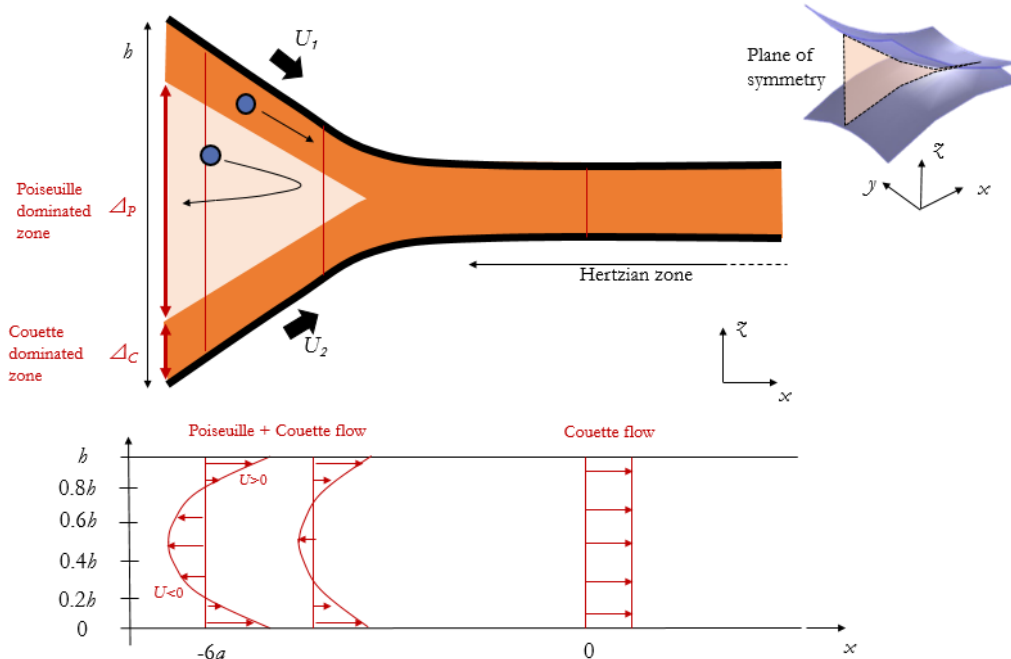 h
U1
Poiseuille
dominated
zone
ΔP
Couette
dominated
zone
ΔC
U2
Hertzian zone
z
x
Plane of
symmetry
z
y
x
Poiseuille + Couette flow
Couette flow
h
U>0
0.8h
0.6h
0.4h
U<0
0.2h
0
-6a
0
x